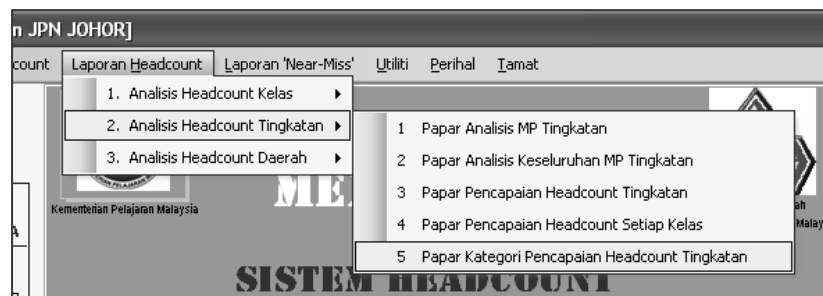 n JPN JOHOR]
count Laporan Headcount Laporan 'Near-Miss' Utiliti Perihal Tamat
1. Analisis Headcount Kelas
2. Analisis Headcount Tingkatan
3. Analisis Headcount Daerah
1 Papar Analisis MP Tingkatan
2 Papar Analisis Keseluruhan MP Tingkatan
3 Papar Pencapaian Headcount Tingkatan
4 Papar Pencapaian Headcount Setiap Kelas
5 Papar Kategori Pencapaian Headcount Tingkatan
Kementerian Pelajaran Malaysia
ah
Malay
A
SISTEM HEADCOUNT